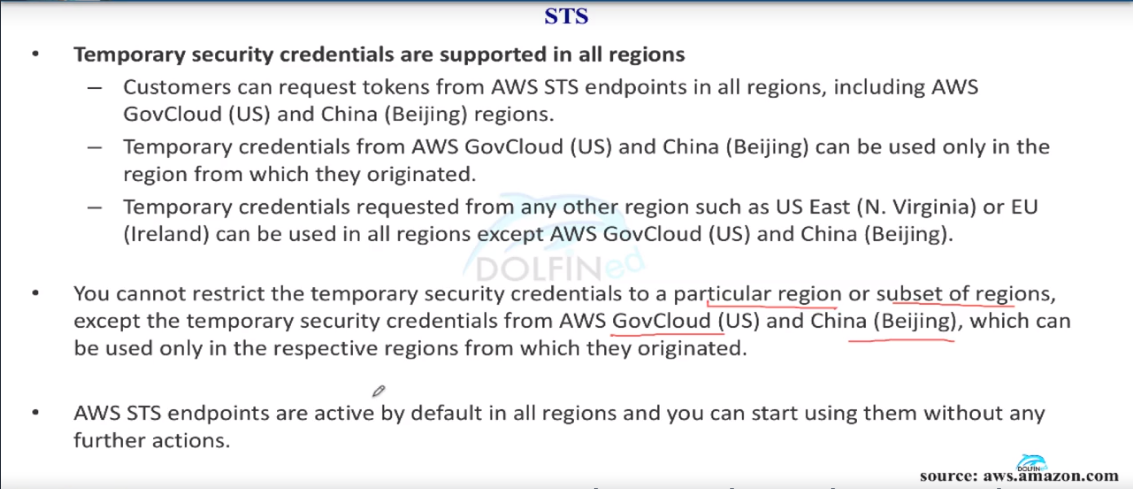 STS
• Temporary security credentials are supported in all regions
– Customers can request tokens from AWS STS endpoints in all regions, including AWS
GovCloud (US) and China (Beijing) regions.
– Temporary credentials from AWS GovCloud (US) and China (Beijing) can be used only in the
region from which they originated.
– Temporary credentials requested from any other region such as US East (N. Virginia) or EU
(Ireland) can be used in all regions except AWS GovCloud (US) and China (Beijing).
DOLFINed
• You cannot restrict the temporary security credentials to a particular region or subset of regions,
except the temporary security credentials from AWS GovCloud (US) and China (Beijing), which can
be used only in the respective regions from which they originated.
• AWS STS endpoints are active by default in all regions and you can start using them without any
further actions.
DOLFIN
source: aws.amazon.com